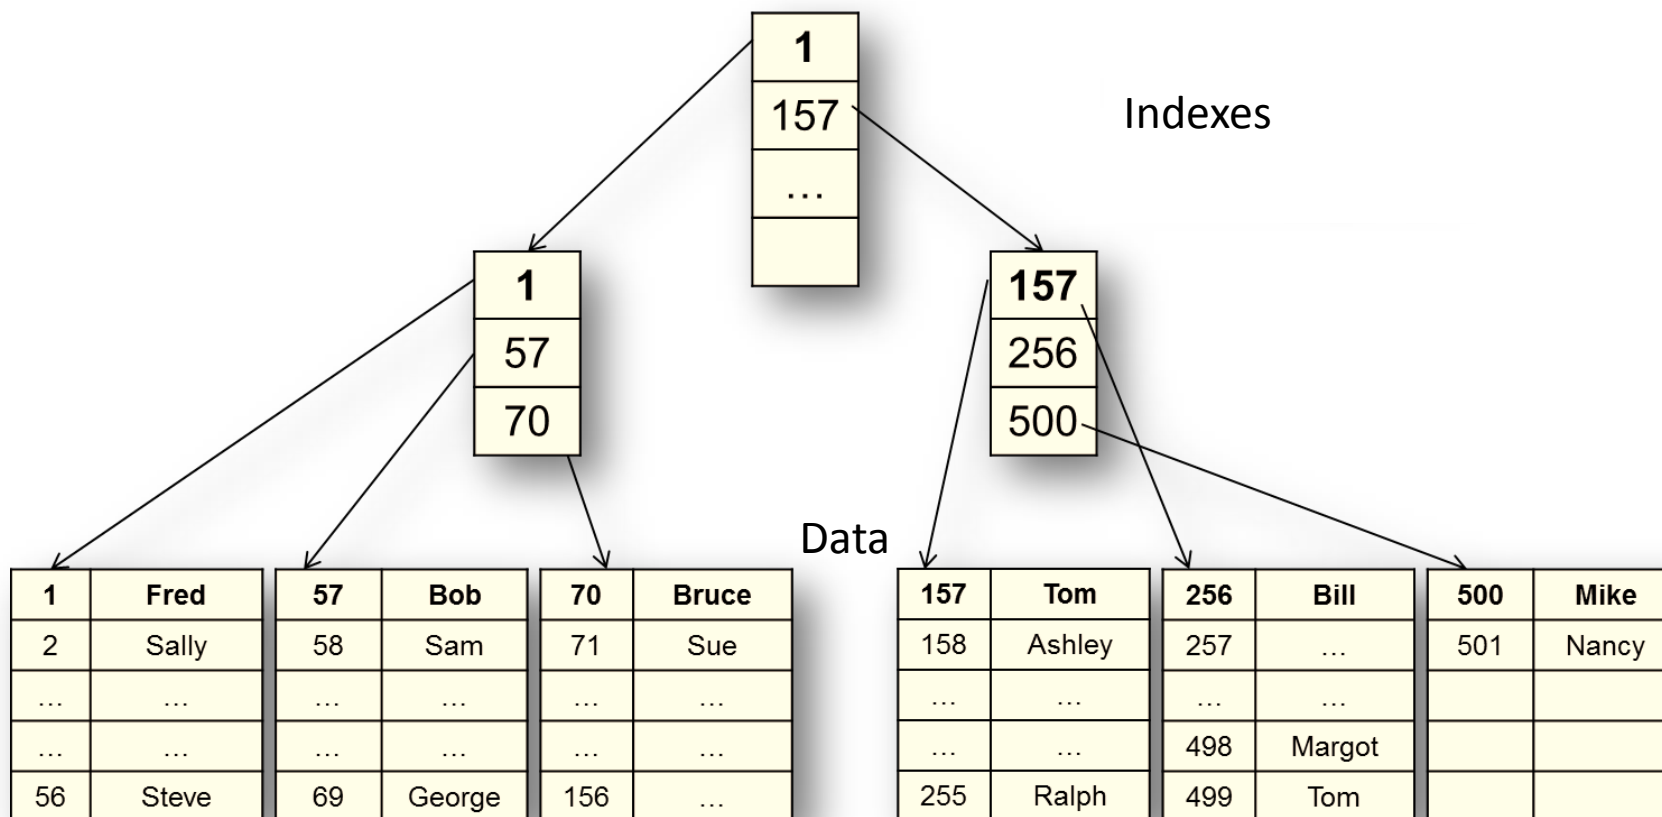 1
157
...
Indexes
1
57
70
157
256
500
Data
1 Fred 57 Bob 70 Bruce 157 Tom 256 Bill 500 Mike
2 Sally 58 Sam 71 Sue 158 Ashley 257 ... 501 Nancy
... ... ... ... ... ... ... ... ... ...
... ... ... ... ... ... ... ... 498 Margot
56 Steve 69 George 156 ... 255 Ralph 499 Tom